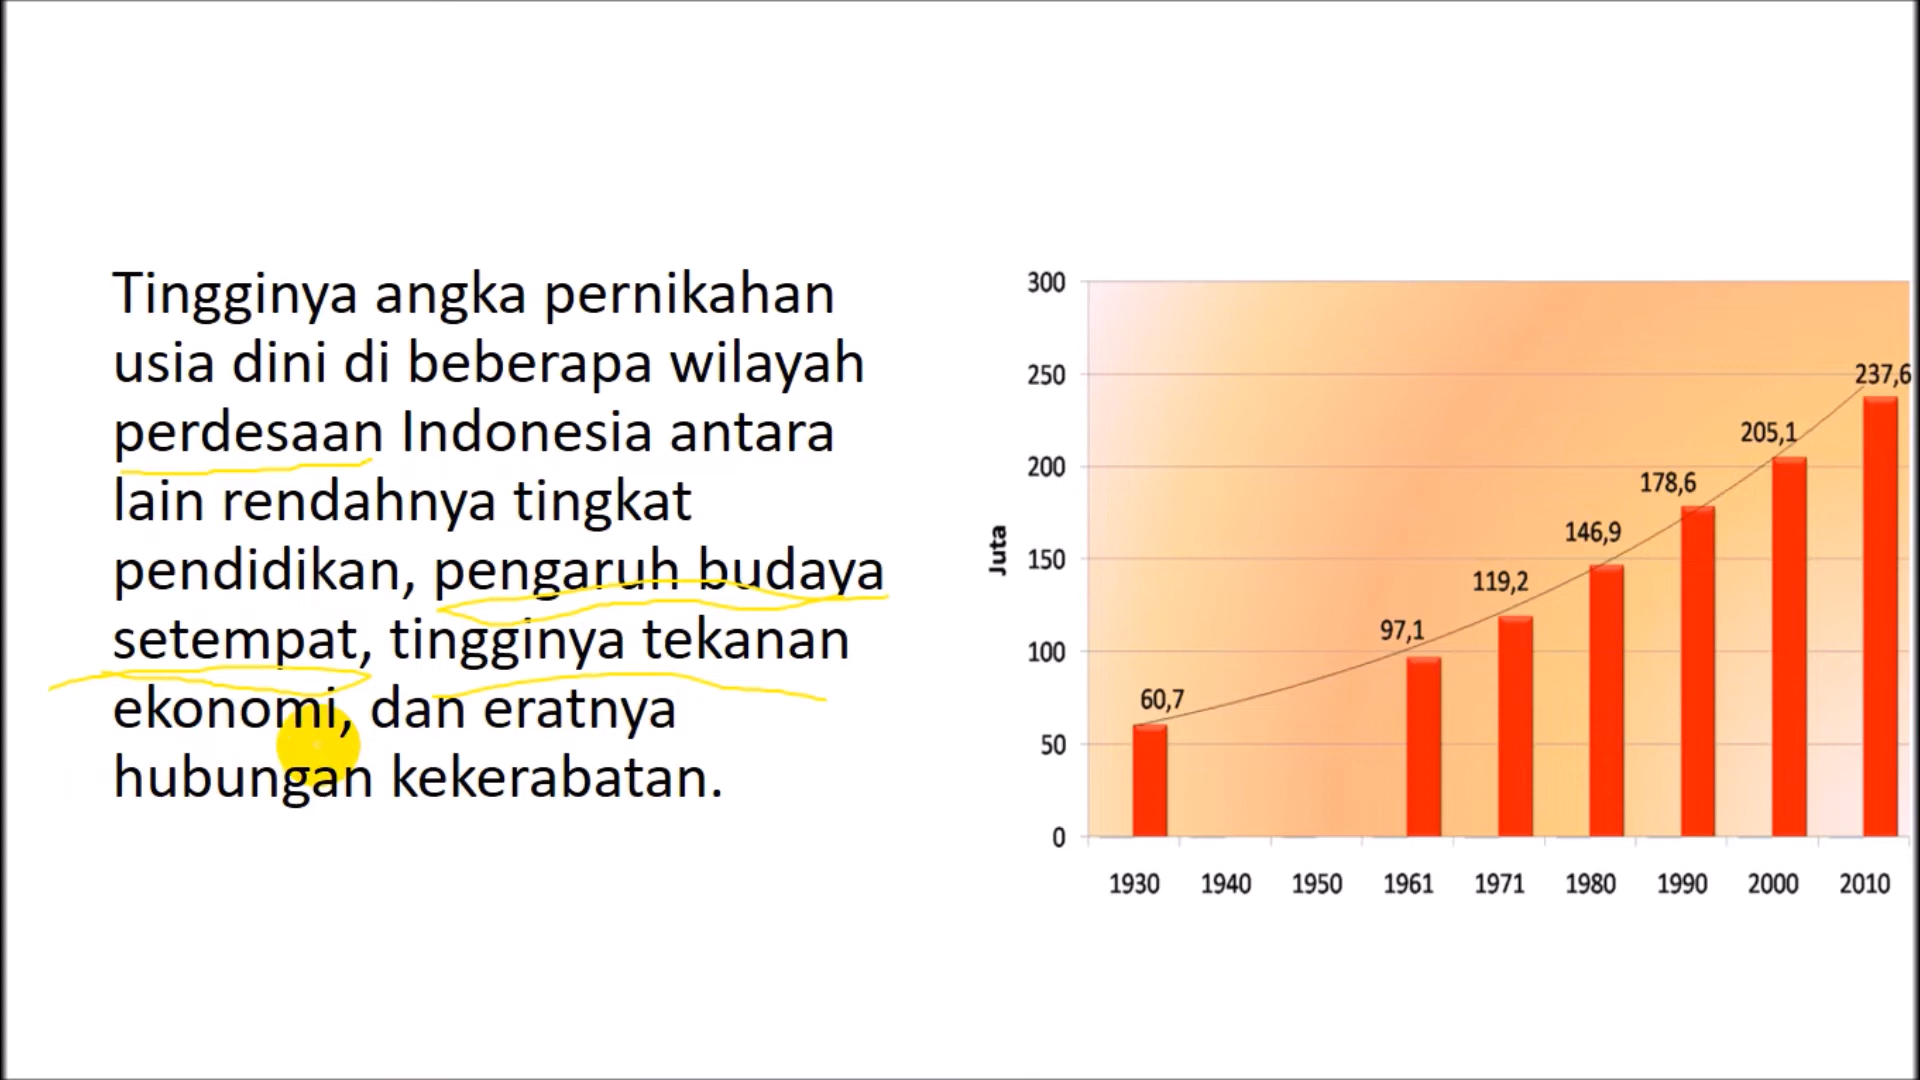 Tingginya angka pernikahan
usia dini di beberapa wilayah
perdesaan Indonesia antara
lain rendahnya tingkat
pendidikan, pengaruh budaya
setempat, tingginya tekanan
ekonomi, dan eratnya
hubungan kekerabatan.
Juta
300
250
200
150
100
50
0
60,7
97,1
119,2
146,9
178,6
205,1
237,6
1930 1940 1950 1961 1971 1980 1990 2000 2010